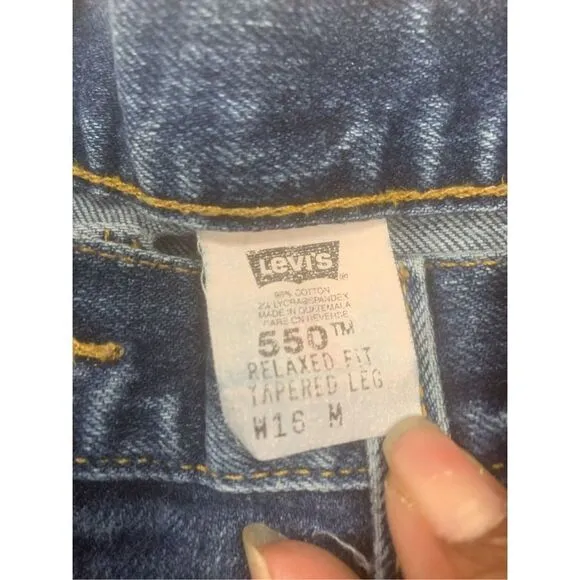 Levi's
98% COTTON
2% LYCRA®SPANDEX
MADE IN GUATEMALA
CARE ON REVERSE
550™
RELAXED FIT
TAPERED LEG
W16 M